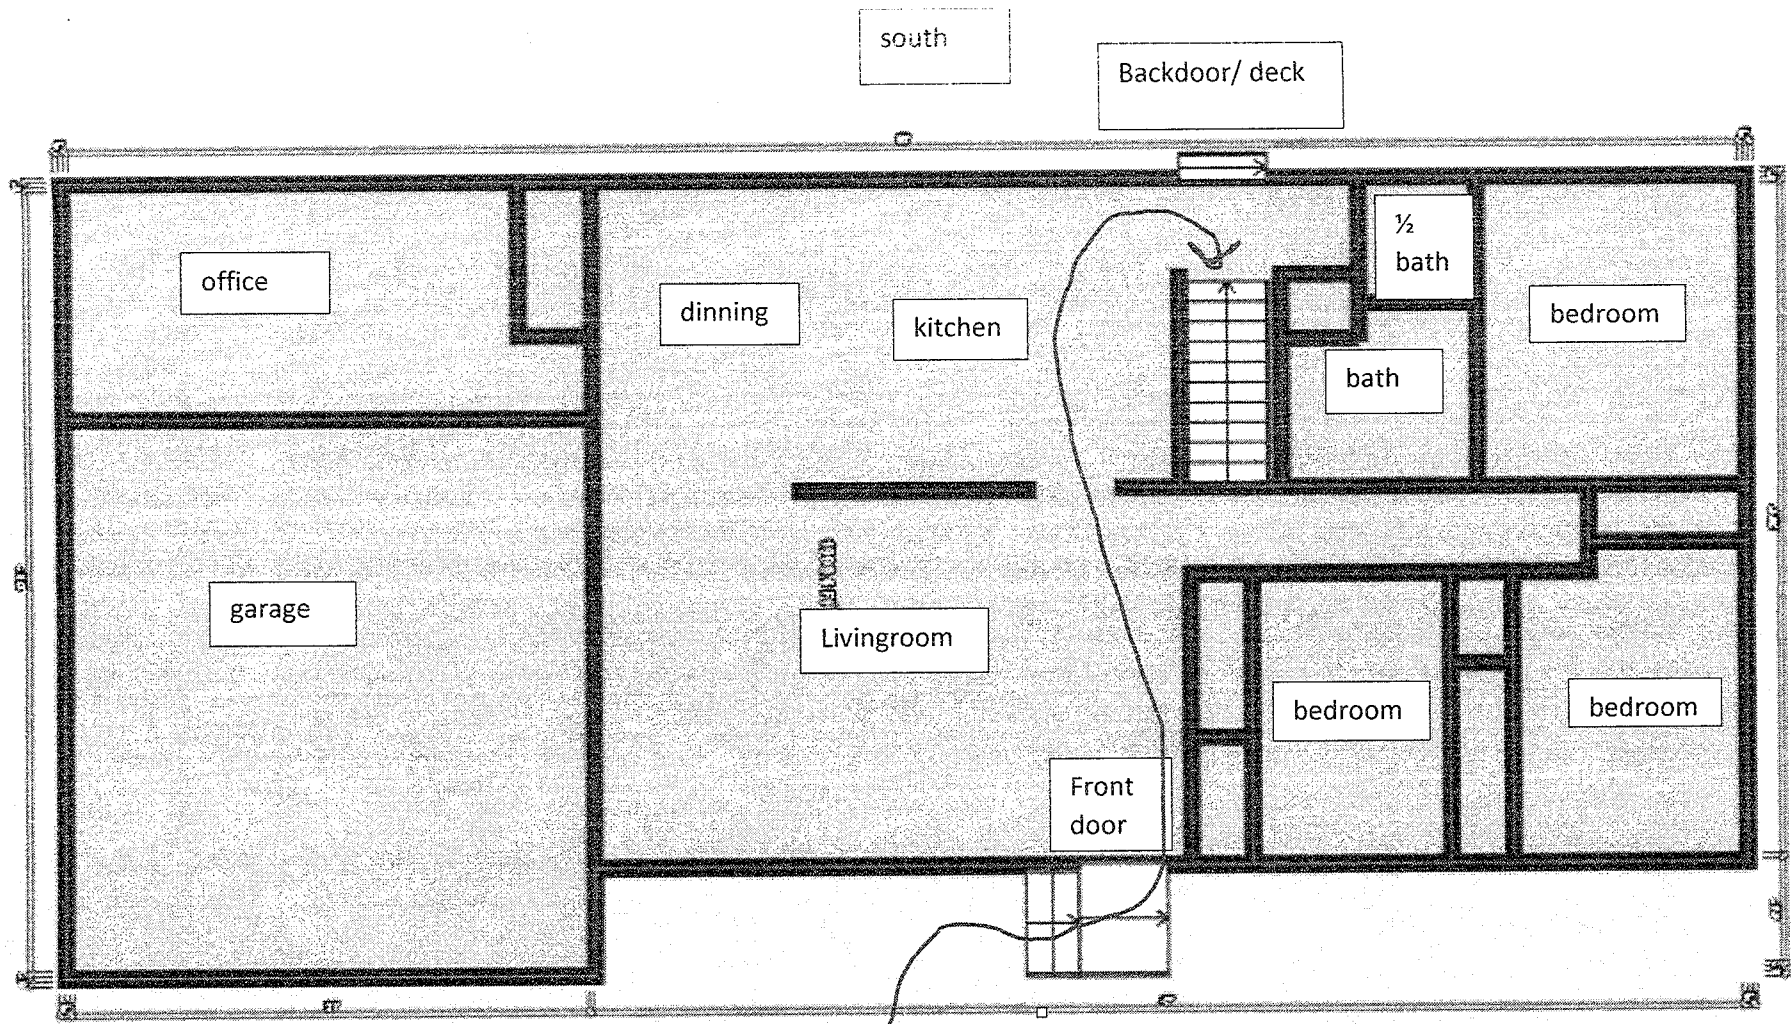 south
Backdoor/ deck
½
bath
office
dinning
kitchen
bedroom
bath
garage
Livingroom
bedroom
bedroom
Front
door